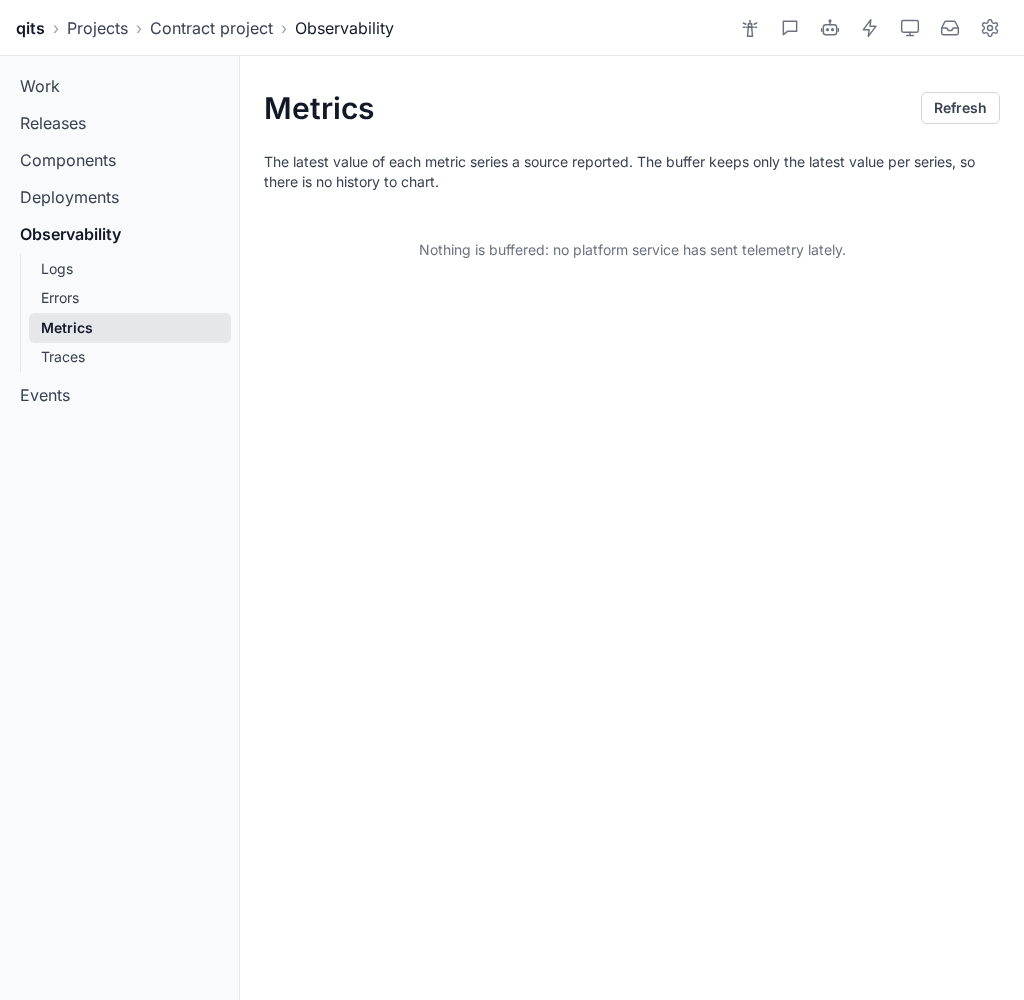 qits › Projects › Contract project › Observability
Work
Releases
Components
Deployments
Observability
Logs
Errors
Metrics
Traces
Events
Metrics
Refresh
The latest value of each metric series a source reported. The buffer keeps only the latest value per series, so
there is no history to chart.
Nothing is buffered: no platform service has sent telemetry lately.